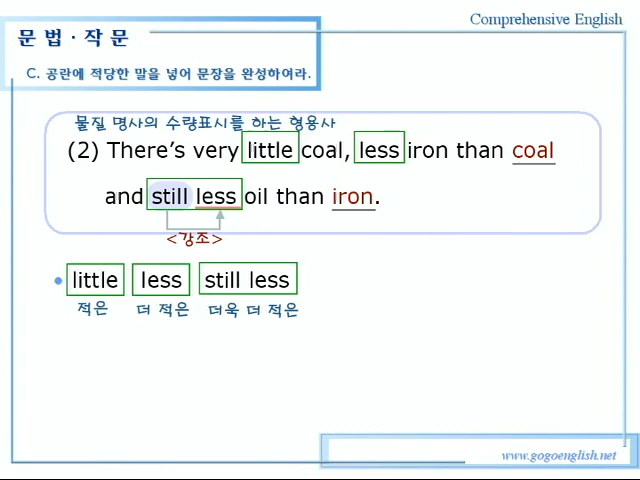 Comprehensive English
문 법 · 작 문
C. 공란에 적당한 말을 넣어 문장을 완성하여라.
물질 명사의 수량표시를 하는 형용사
(2) There's very little coal, less iron than coal
and still less oil than iron.
<강조>
• little less still less
적은 더 적은 더욱 더 적은
www.gogoenglish.net